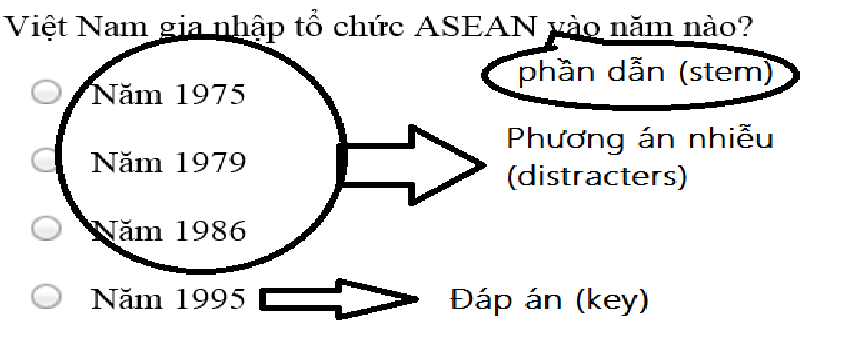 Việt Nam gia nhập tổ chức ASEAN vào năm nào?
phần dẫn (stem)
Năm 1975
Phương án nhiễu
(distracters)
Năm 1979
Năm 1986
Năm 1995
Đáp án (key)